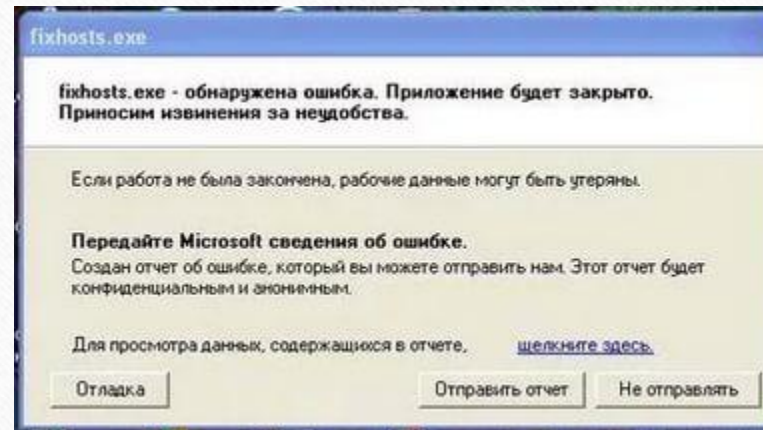 fixhosts.exe
fixhosts.exe - обнаружена ошибка. Приложение будет закрыто.
Приносим извинения за неудобства.
Если работа не была закончена, рабочие данные могут быть утеряны.
Передайте Microsoft сведения об ошибке.
Создан отчет об ошибке, который вы можете отправить нам. Этот отчет будет
конфиденциальным и анонимным.
Для просмотра данных, содержащихся в отчете, щелкните здесь.
Отладка Отправить отчет Не отправлять